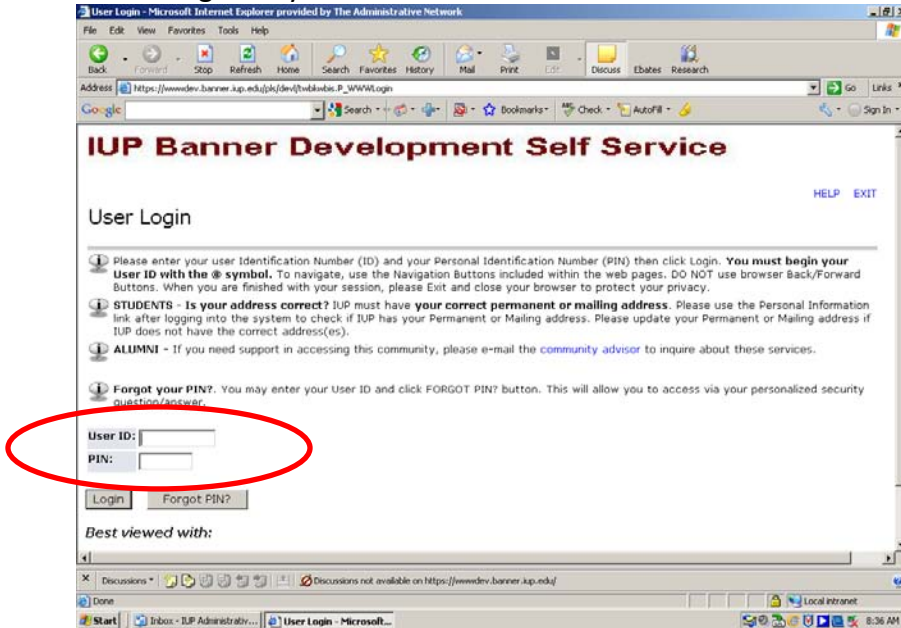 User Login - Microsoft Internet Explorer provided by The Administrative Network
File Edit View Favorites Tools Help
Back Forward Stop Refresh Home Search Favorites History Mail Print Edit Discuss Ebates Research
Address https://wwwdev.banner.iup.edu/pls/devl/twbkwbis.P_WWWLogin Go Links
Google Search Bookmarks Check AutoFill Sign In
IUP Banner Development Self Service
HELP EXIT
User Login
Please enter your user Identification Number (ID) and your Personal Identification Number (PIN) then click Login. You must begin your
User ID with the @ symbol. To navigate, use the Navigation Buttons included within the web pages. DO NOT use browser Back/Forward
Buttons. When you are finished with your session, please Exit and close your browser to protect your privacy.
STUDENTS - Is your address correct? IUP must have your correct permanent or mailing address. Please use the Personal Information
link after logging into the system to check if IUP has your Permanent or Mailing address. Please update your Permanent or Mailing address if
IUP does not have the correct address(es).
ALUMNI - If you need support in accessing this community, please e-mail the community advisor to inquire about these services.
Forgot your PIN?. You may enter your User ID and click FORGOT PIN? button. This will allow you to access via your personalized security
question/answer.
User ID:
PIN:
Login Forgot PIN?
Best viewed with:
Discussions Discussions not available on https://wwwdev.banner.iup.edu/
Done Local intranet
Start Inbox - IUP Administrativ... User Login - Microsoft... 8:36 AM